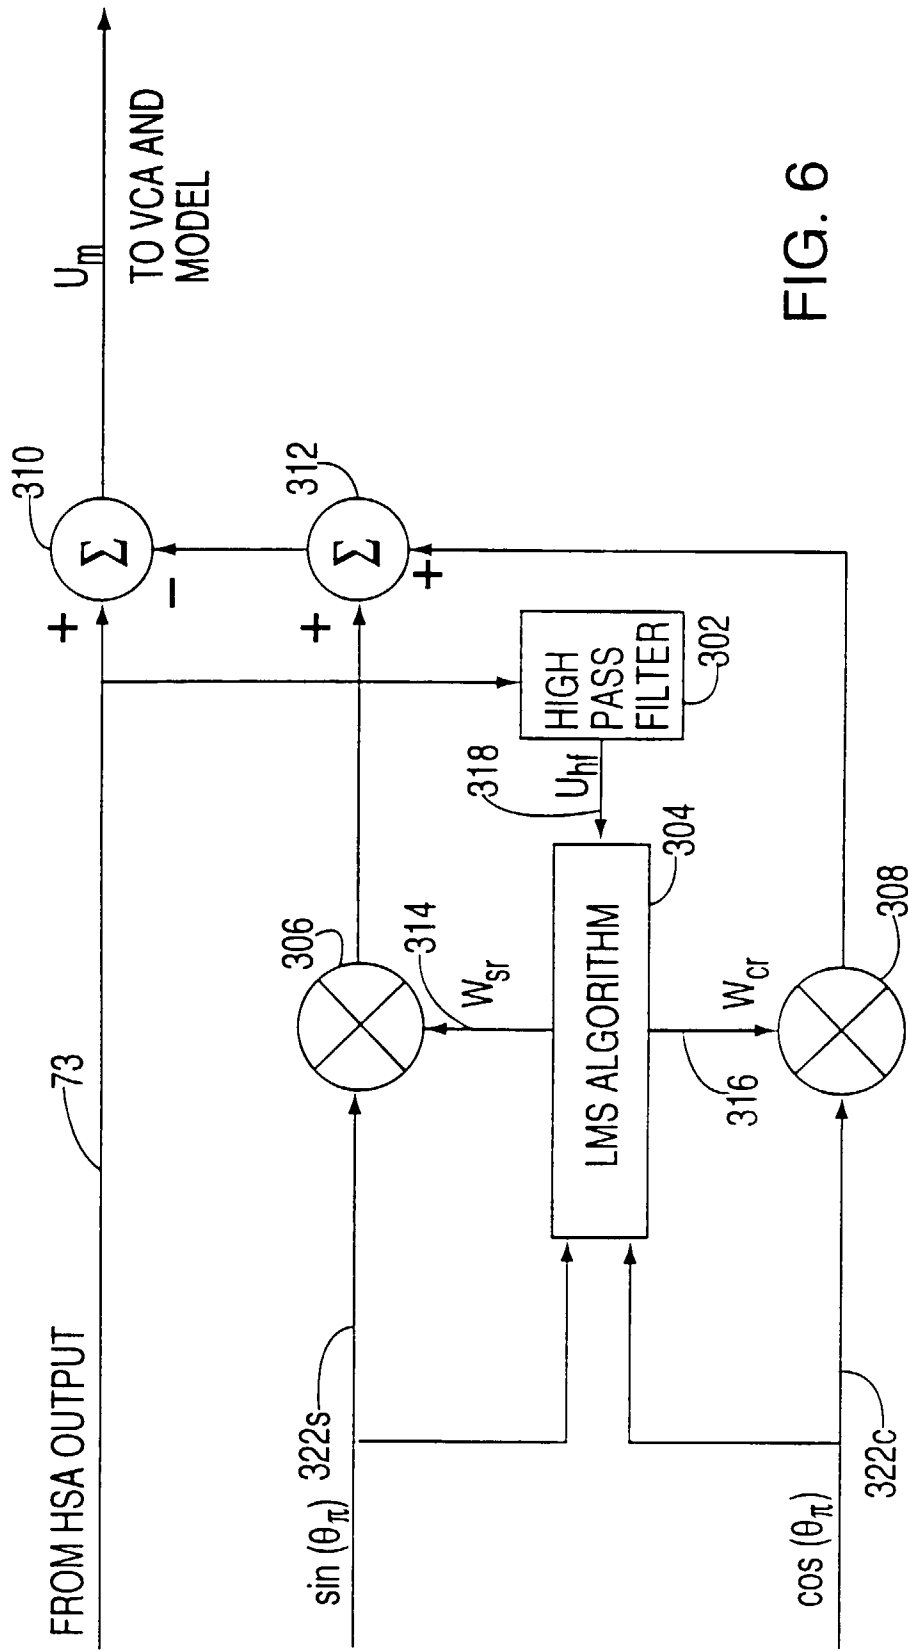 FROM HSA OUTPUT
73
310
U_m
TO VCA AND
MODEL
+
Σ
−
312
+
Σ
+
sin (θ_π)
322s
306
W_sr
314
318
U_hf
HIGH
PASS
FILTER
302
LMS ALGORITHM
304
W_cr
316
308
cos (θ_π)
322c
FIG. 6